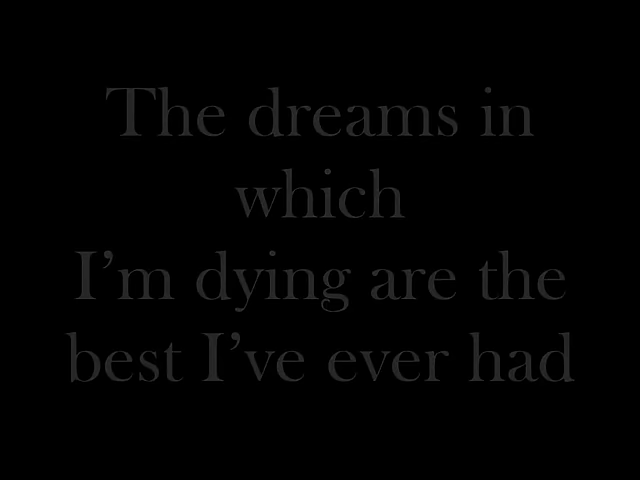 The dreams in
which
I’m dying are the
best I’ve ever had